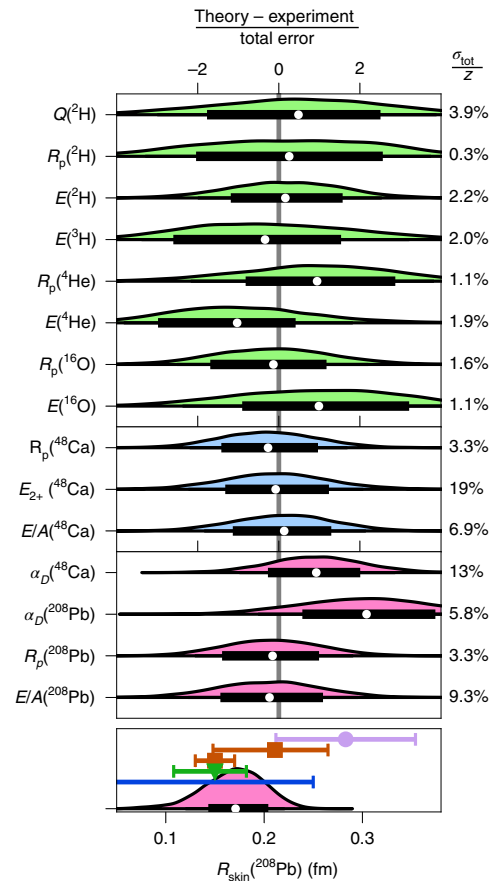 Theory – experiment
total error
σtot
z
−2 0 2
Q(²H) 3.9%
Rp(²H) 0.3%
E(²H) 2.2%
E(³H) 2.0%
Rp(⁴He) 1.1%
E(⁴He) 1.9%
Rp(¹⁶O) 1.6%
E(¹⁶O) 1.1%
Rp(⁴⁸Ca) 3.3%
E2+ (⁴⁸Ca) 19%
E/A(⁴⁸Ca) 6.9%
αD(⁴⁸Ca) 13%
αD(²⁰⁸Pb) 5.8%
Rp(²⁰⁸Pb) 3.3%
E/A(²⁰⁸Pb) 9.3%
0.1 0.2 0.3
Rskin(²⁰⁸Pb) (fm)